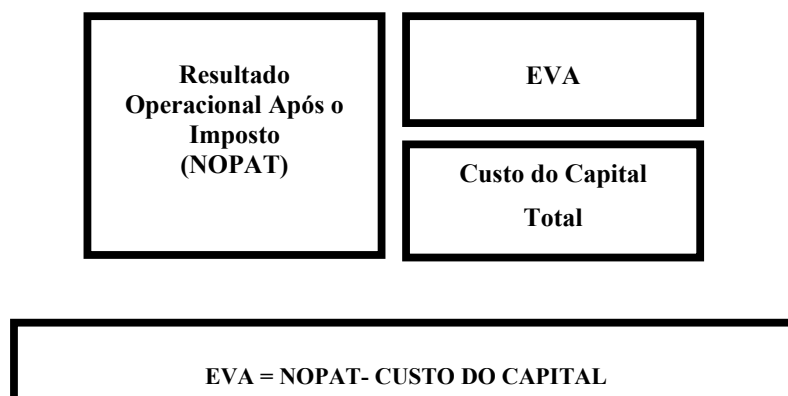 Resultado
Operacional Após o
Imposto
(NOPAT)
EVA
Custo do Capital
Total
EVA = NOPAT- CUSTO DO CAPITAL